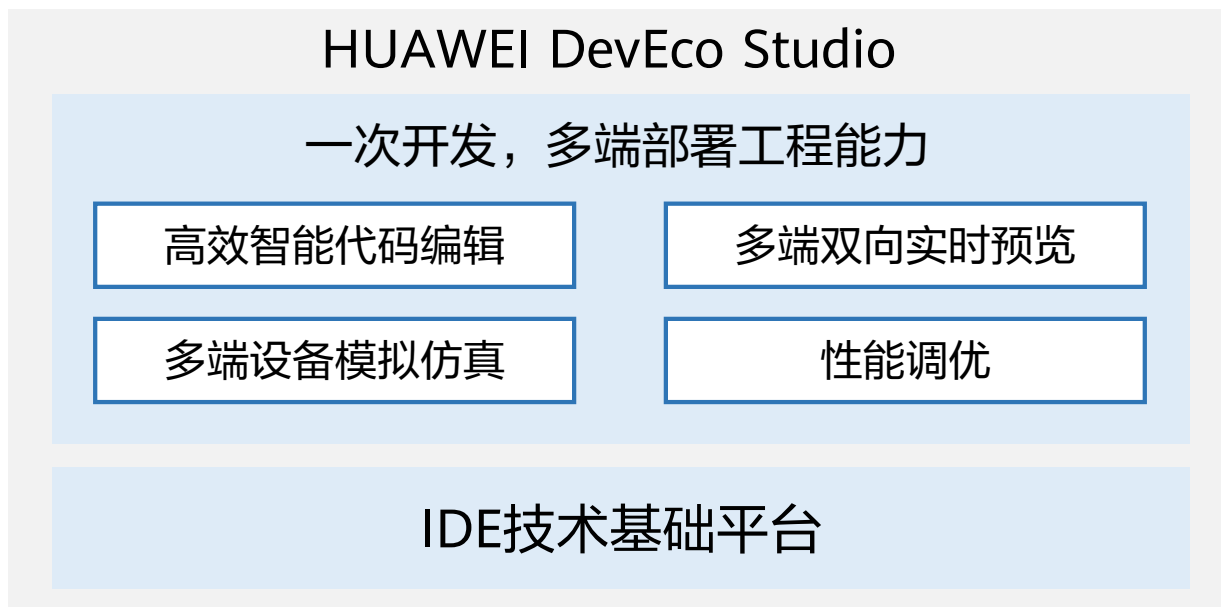 HUAWEI DevEco Studio
一次开发，多端部署工程能力
高效智能代码编辑
多端双向实时预览
多端设备模拟仿真
性能调优
IDE技术基础平台